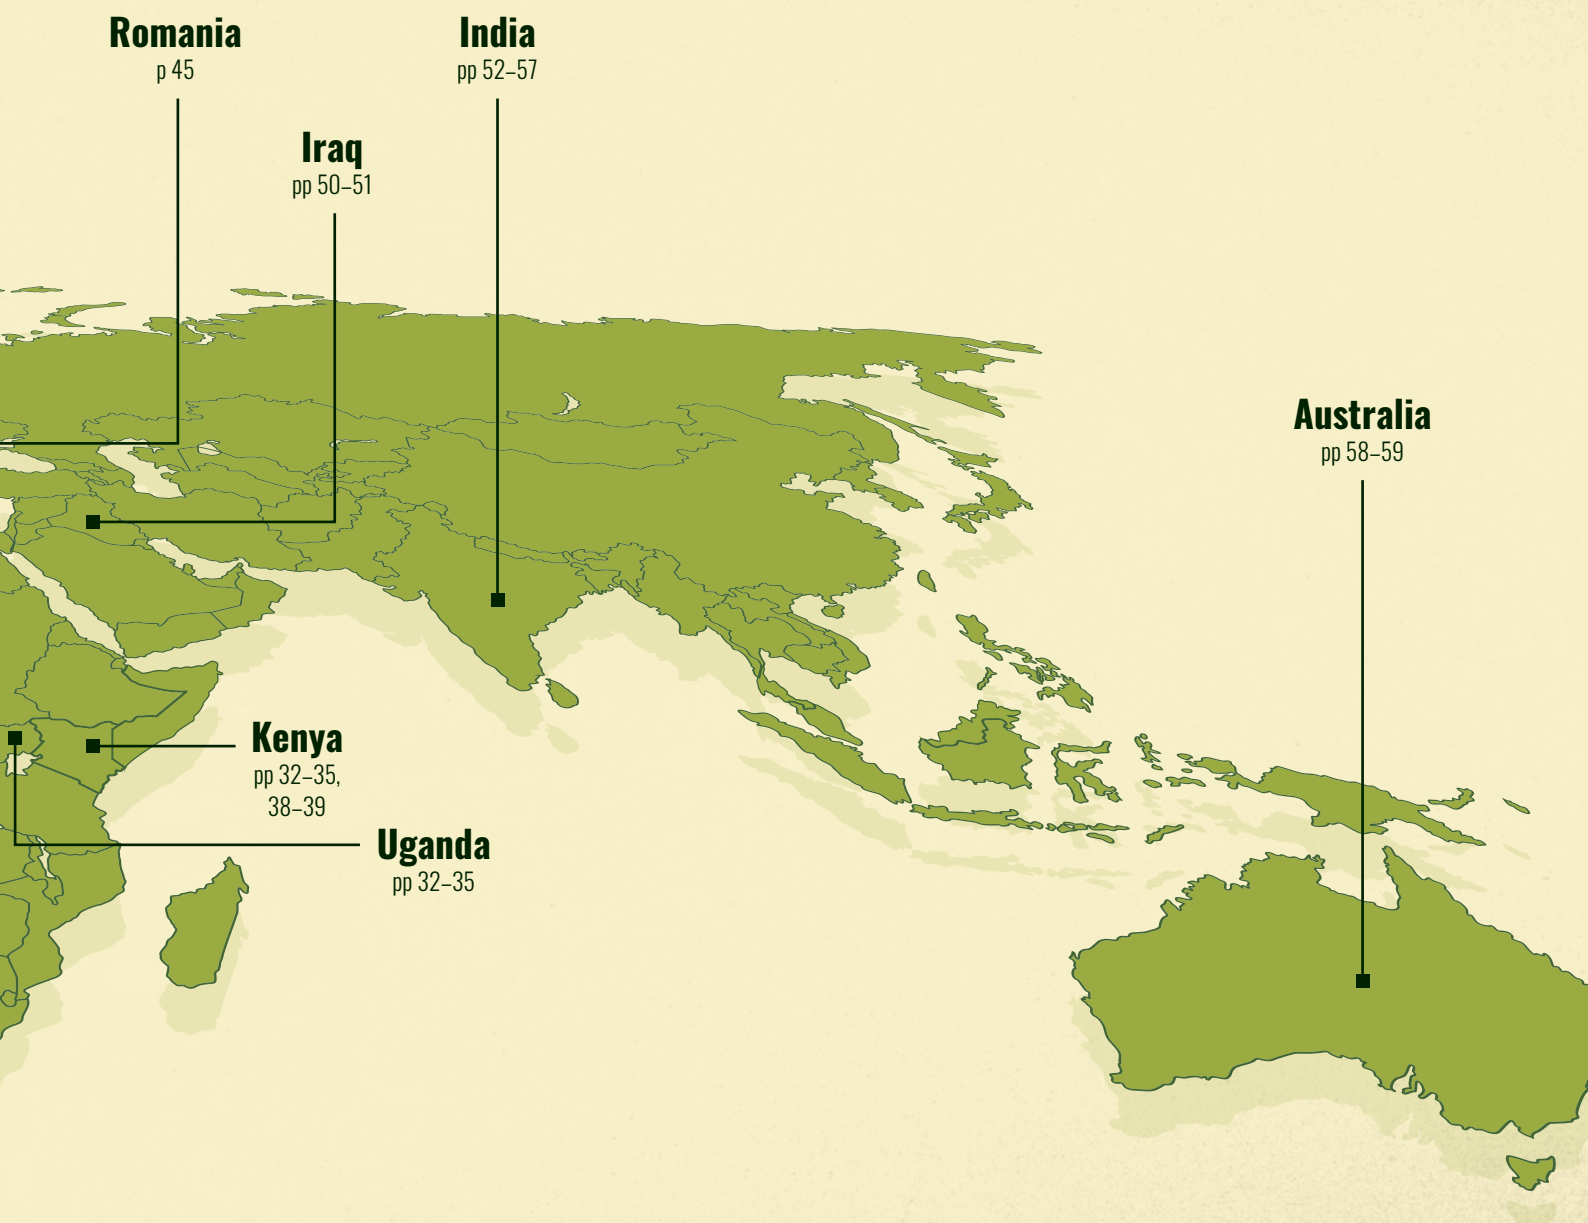 Romania
p 45
India
pp 52–57
Iraq
pp 50–51
Australia
pp 58–59
Kenya
pp 32–35,
38–39
Uganda
pp 32–35